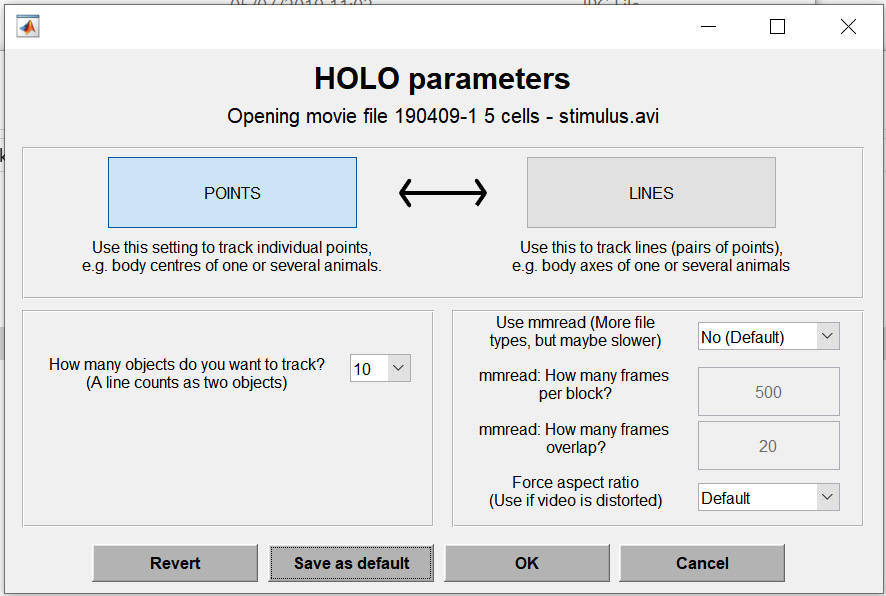 HOLO parameters
Opening movie file 190409-1 5 cells - stimulus.avi
POINTS
LINES
Use this setting to track individual points,
e.g. body centres of one or several animals.
Use this to track lines (pairs of points),
e.g. body axes of one or several animals
How many objects do you want to track?
(A line counts as two objects)
10
Use mmread (More file
types, but maybe slower)
No (Default)
mmread: How many frames
per block?
500
mmread: How many frames
overlap?
20
Force aspect ratio
(Use if video is distorted)
Default
Revert
Save as default
OK
Cancel